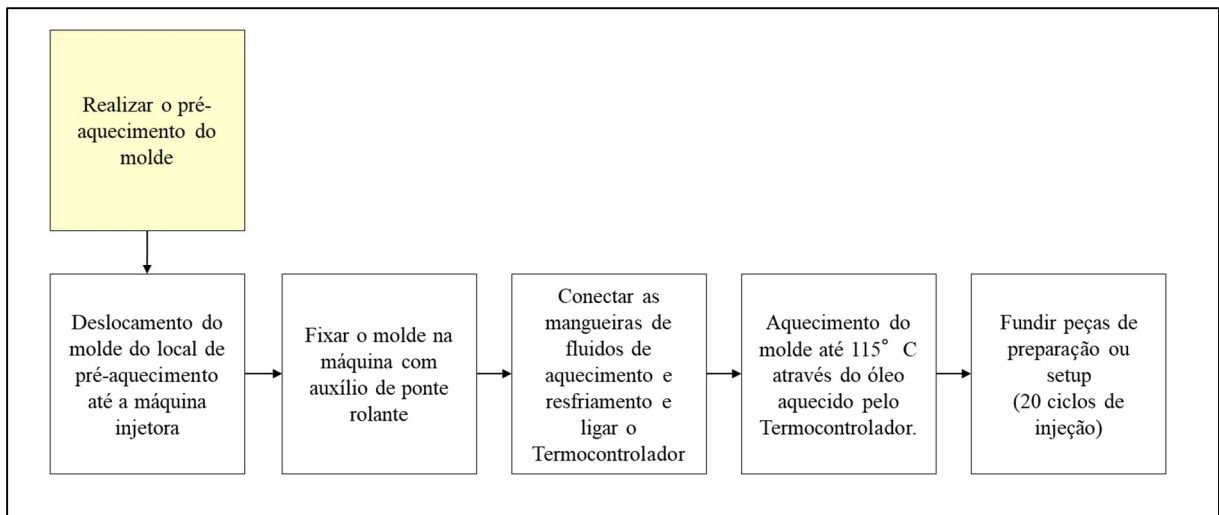 Realizar o pré-
aquecimento do
molde
Deslocamento do
molde do local de
pré-aquecimento
até a máquina
injetora
Fixar o molde na
máquina com
auxílio de ponte
rolante
Conectar as
mangueiras de
fluidos de
aquecimento e
resfriamento e
ligar o
Termocontrolador
Aquecimento do
molde até 115° C
através do óleo
aquecido pelo
Termocontrolador.
Fundir peças de
preparação ou
setup
(20 ciclos de
injeção)